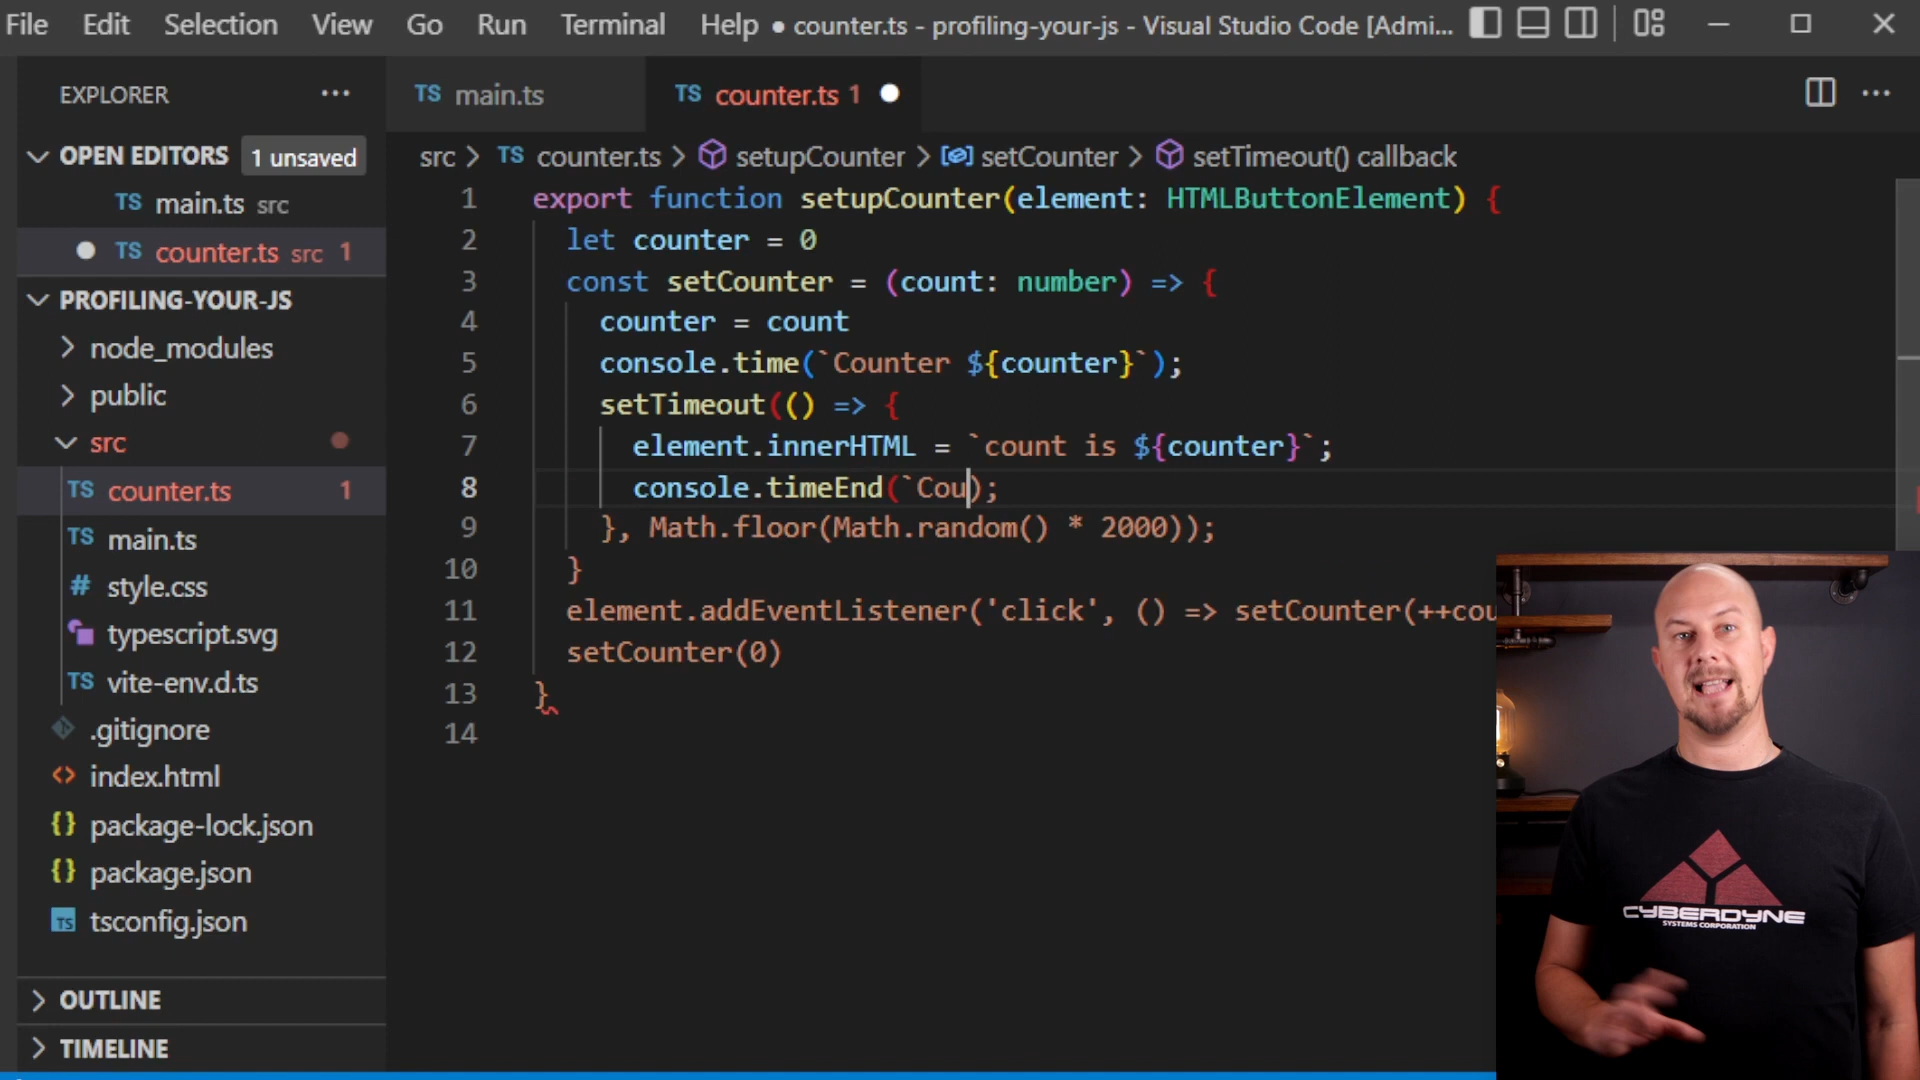 File Edit Selection View Go Run Terminal Help ● counter.ts - profiling-your-js - Visual Studio Code [Admi...
EXPLORER ···
TS main.ts
TS counter.ts 1
OPEN EDITORS 1 unsaved
TS main.ts src
TS counter.ts src 1
PROFILING-YOUR-JS
node_modules
public
src
TS counter.ts 1
TS main.ts
# style.css
typescript.svg
TS vite-env.d.ts
.gitignore
<> index.html
{} package-lock.json
{} package.json
TS tsconfig.json
OUTLINE
TIMELINE
src > TS counter.ts > setupCounter > setCounter > setTimeout() callback
1 export function setupCounter(element: HTMLButtonElement) {
2 let counter = 0
3 const setCounter = (count: number) => {
4 counter = count
5 console.time(`Counter ${counter}`);
6 setTimeout(() => {
7 element.innerHTML = `count is ${counter}`;
8 console.timeEnd(`Cou);
9 }, Math.floor(Math.random() * 2000));
10 }
11 element.addEventListener('click', () => setCounter(++cou
12 setCounter(0)
13 }
14
CYBERDYNE
SYSTEMS CORPORATION